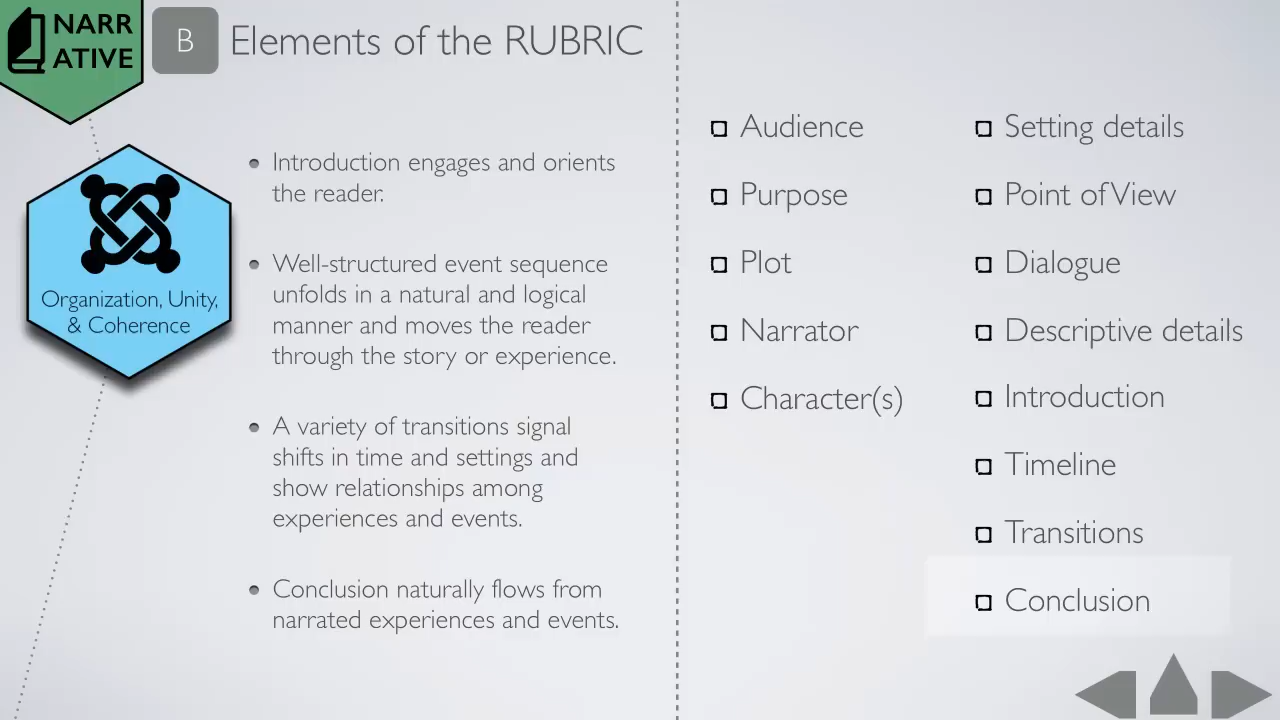 NARR
ATIVE
B
Elements of the RUBRIC
Organization, Unity,
& Coherence
Introduction engages and orients
the reader.
Well-structured event sequence
unfolds in a natural and logical
manner and moves the reader
through the story or experience.
A variety of transitions signal
shifts in time and settings and
show relationships among
experiences and events.
Conclusion naturally flows from
narrated experiences and events.
Audience
Purpose
Plot
Narrator
Character(s)
Setting details
Point of View
Dialogue
Descriptive details
Introduction
Timeline
Transitions
Conclusion